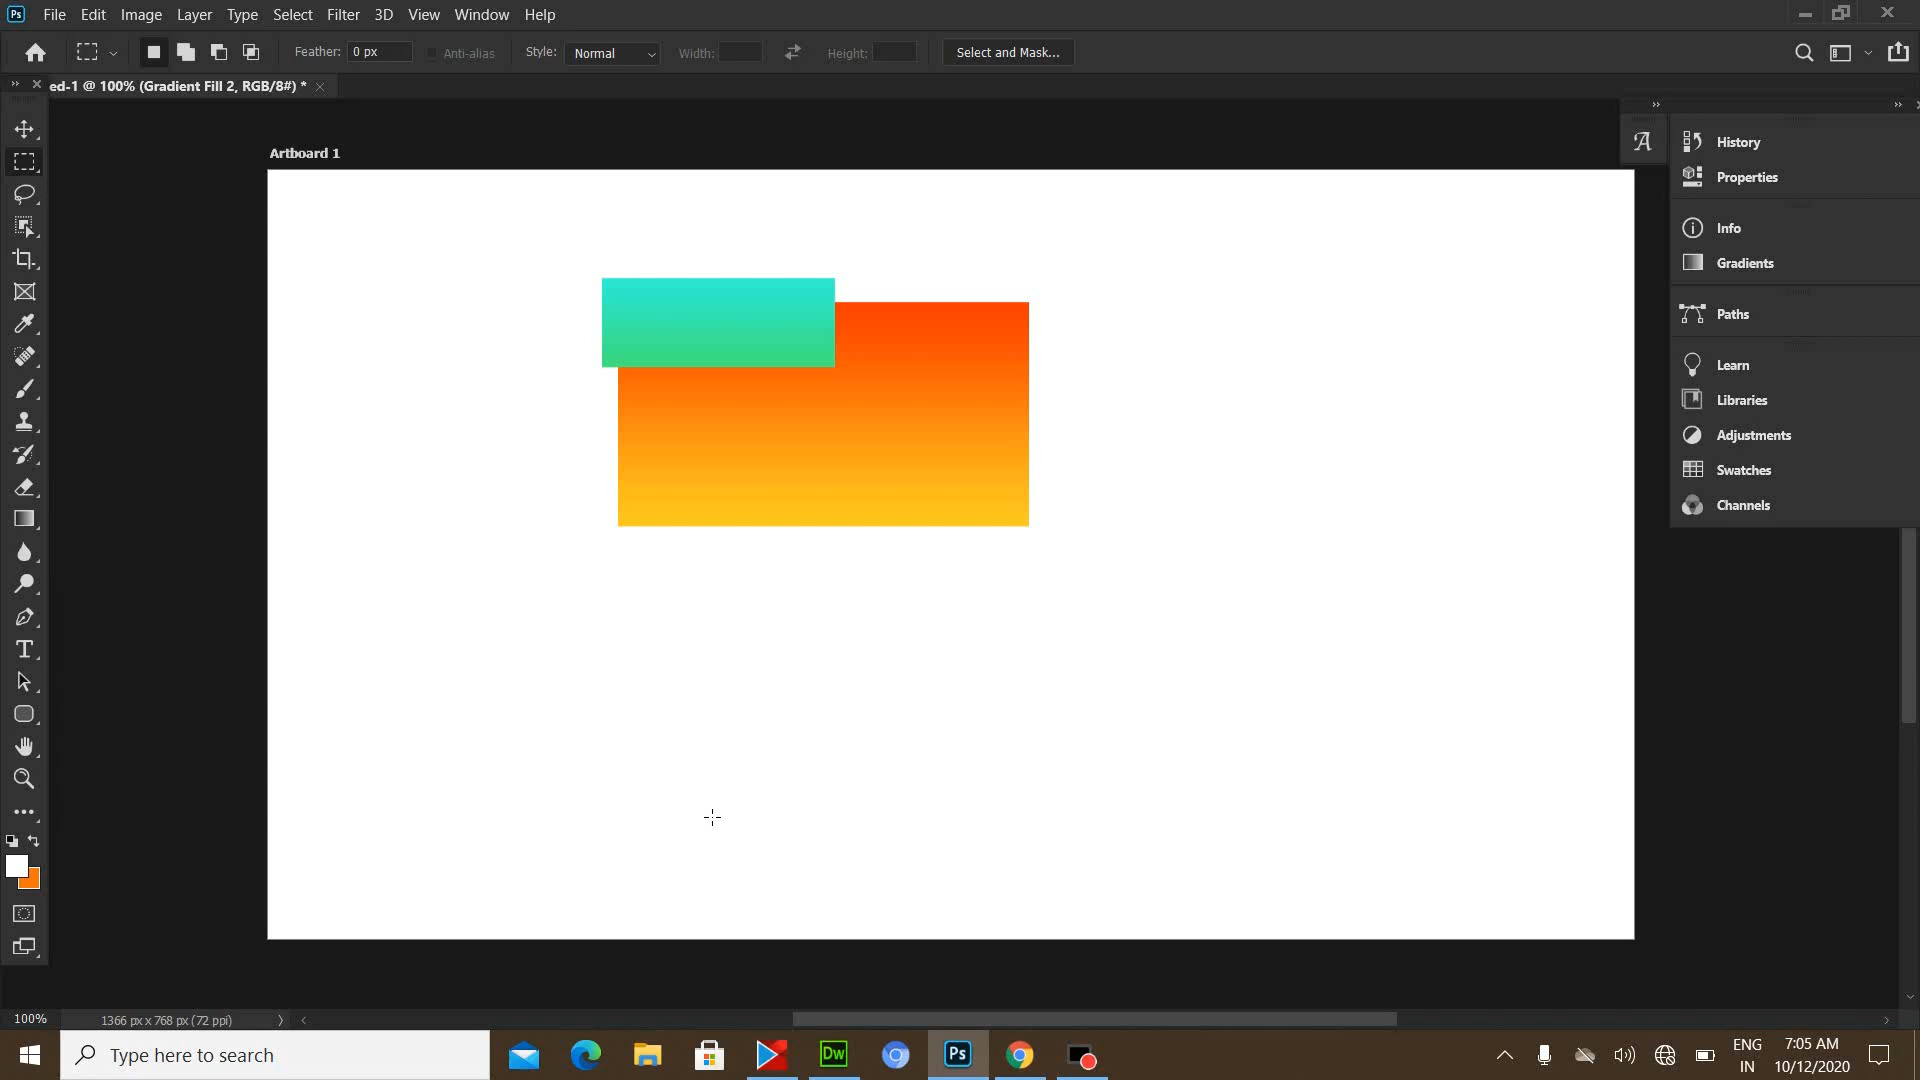 Ps File Edit Image Layer Type Select Filter 3D View Window Help
Feather: 0 px Anti-alias Style: Normal Width: Height: Select and Mask...
ed-1 @ 100% (Gradient Fill 2, RGB/8#) *
Artboard 1
History
Properties
Info
Gradients
Paths
Learn
Libraries
Adjustments
Swatches
Channels
100% 1366 px x 768 px (72 ppi)
Type here to search
Dw
Ps
ENG
IN
7:05 AM
10/12/2020